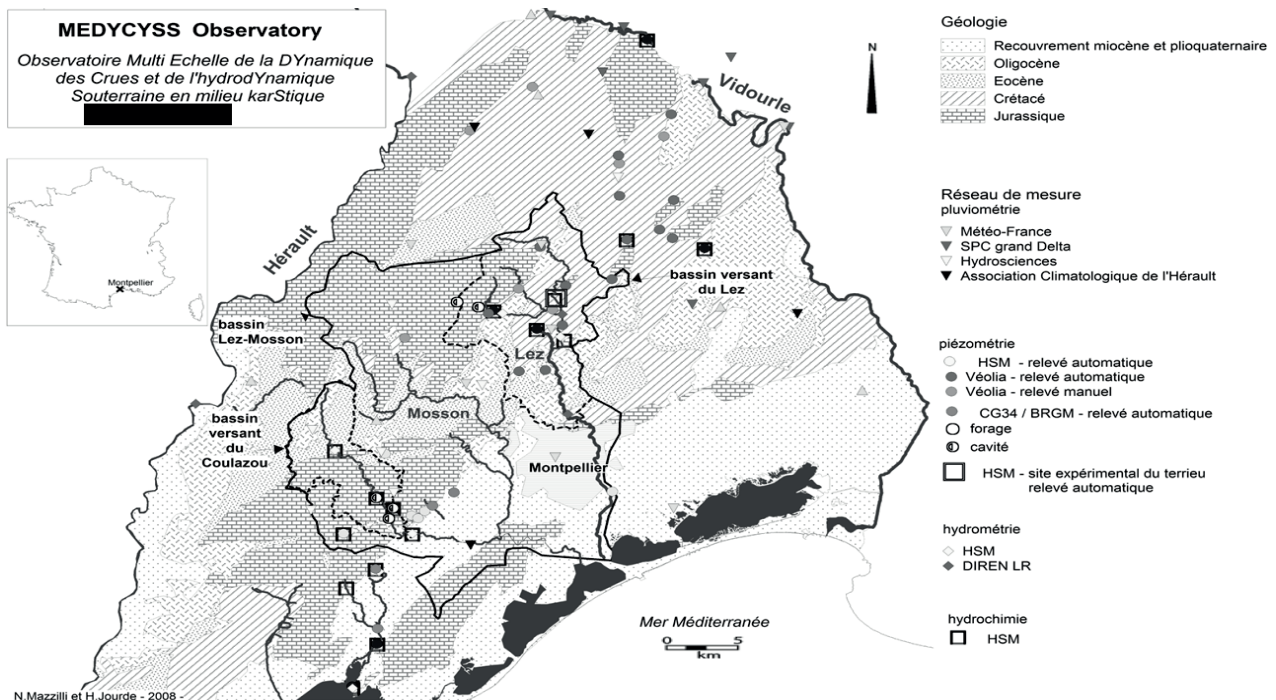 MEDYCYSS Observatory
Observatoire Multi Echelle de la DYnamique
des Crues et de l'hydrodYnamique
Souterraine en milieu karStique
Montpellier
Hérault
Vidourle
N
bassin versant
du Lez
bassin
Lez-Mosson
Lez
Mosson
bassin
versant
du
Coulazou
Montpellier
Mer Méditerranée
0 5
km
N.Mazzilli et H.Jourde - 2008 -
Géologie
Recouvrement miocène et plioquaternaire
Oligocène
Eocène
Crétacé
Jurassique
Réseau de mesure
pluviométrie
Météo-France
SPC grand Delta
Hydrosciences
Association Climatologique de l'Hérault
piézométrie
HSM - relevé automatique
Véolia - relevé automatique
Véolia - relevé manuel
CG34 / BRGM - relevé automatique
forage
cavité
HSM - site expérimental du terrieu
relevé automatique
hydrométrie
HSM
DIREN LR
hydrochimie
HSM